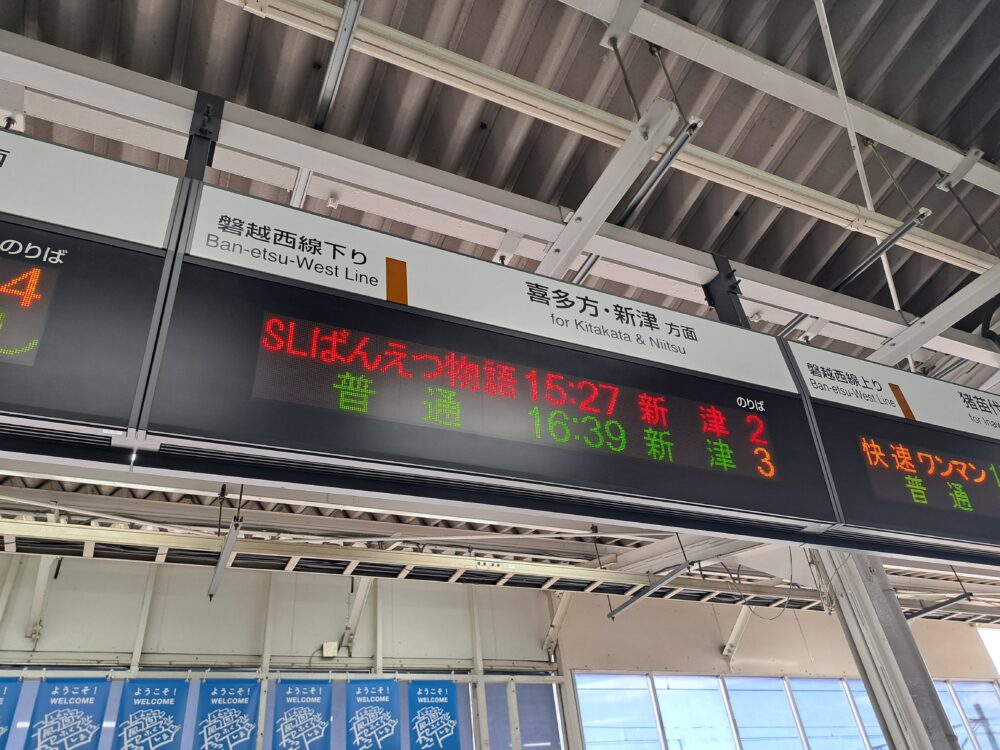 のりば
4
磐越西線下り
Ban-etsu-West Line
喜多方・新津 方面
for Kitakata & Niitsu
のりば
SLばんえつ物語 15:27 新津 2
普通 16:39 新津 3
磐越西線上り
Ban-etsu-West Line
猪苗代
for Inaw
快速ワンマン
普通
ようこそ!
WELCOME
ようこそ!
WELCOME
ようこそ!
WELCOME
ようこそ!
WELCOME
ようこそ!
WELCOME
ようこそ!
WELCOME